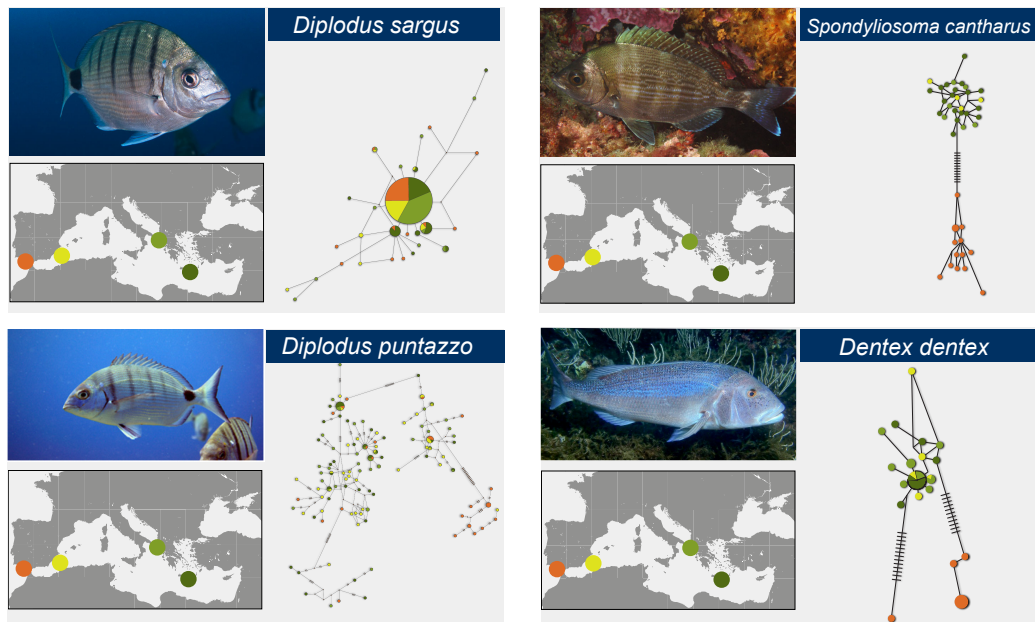 Diplodus sargus
Spondyliosoma cantharus
Diplodus puntazzo
Dentex dentex